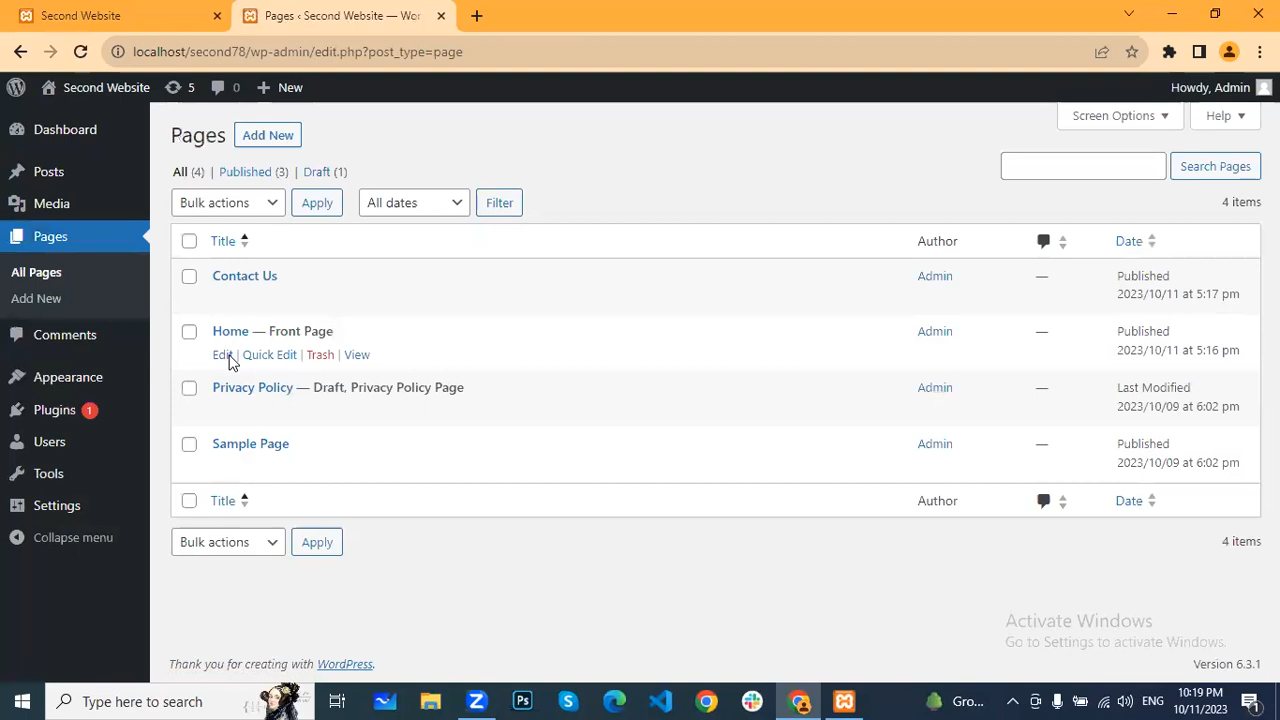 Second Website
Pages ‹ Second Website — Wor
localhost/second78/wp-admin/edit.php?post_type=page
Second Website 5 0 New
Howdy, Admin
Dashboard
Posts
Media
Pages
All Pages
Add New
Comments
Appearance
Plugins 1
Users
Tools
Settings
Collapse menu
Screen Options
Help
Pages Add New
All (4) | Published (3) | Draft (1)
Search Pages
Bulk actions Apply All dates Filter
4 items
Title Author Date
Contact Us Admin — Published
2023/10/11 at 5:17 pm
Home — Front Page Admin — Published
Edit | Quick Edit | Trash | View 2023/10/11 at 5:16 pm
Privacy Policy — Draft, Privacy Policy Page Admin — Last Modified
2023/10/09 at 6:02 pm
Sample Page Admin — Published
2023/10/09 at 6:02 pm
Title Author Date
Bulk actions Apply
4 items
Activate Windows
Go to Settings to activate Windows.
Thank you for creating with WordPress.
Version 6.3.1
Type here to search
Ps
Gro...
ENG
10:19 PM
10/11/2023
1